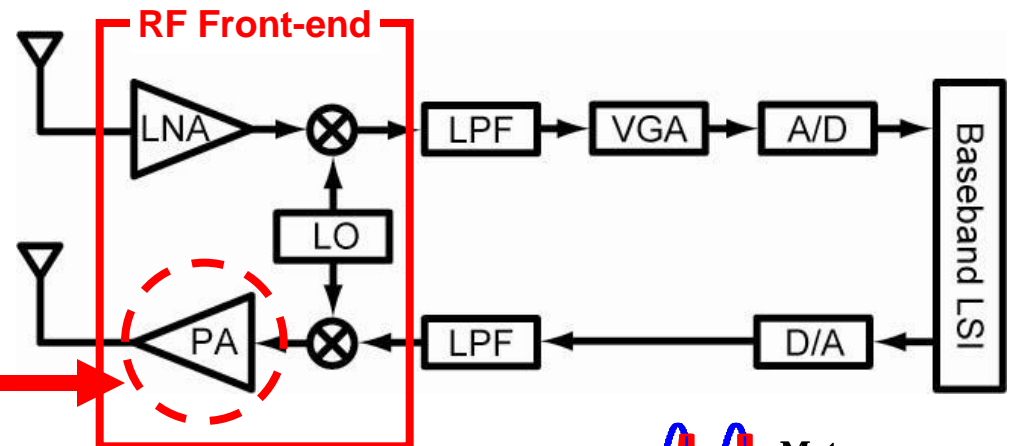 RF Front-end
LNA
LPF
VGA
A/D
Baseband LSI
LO
PA
LPF
D/A